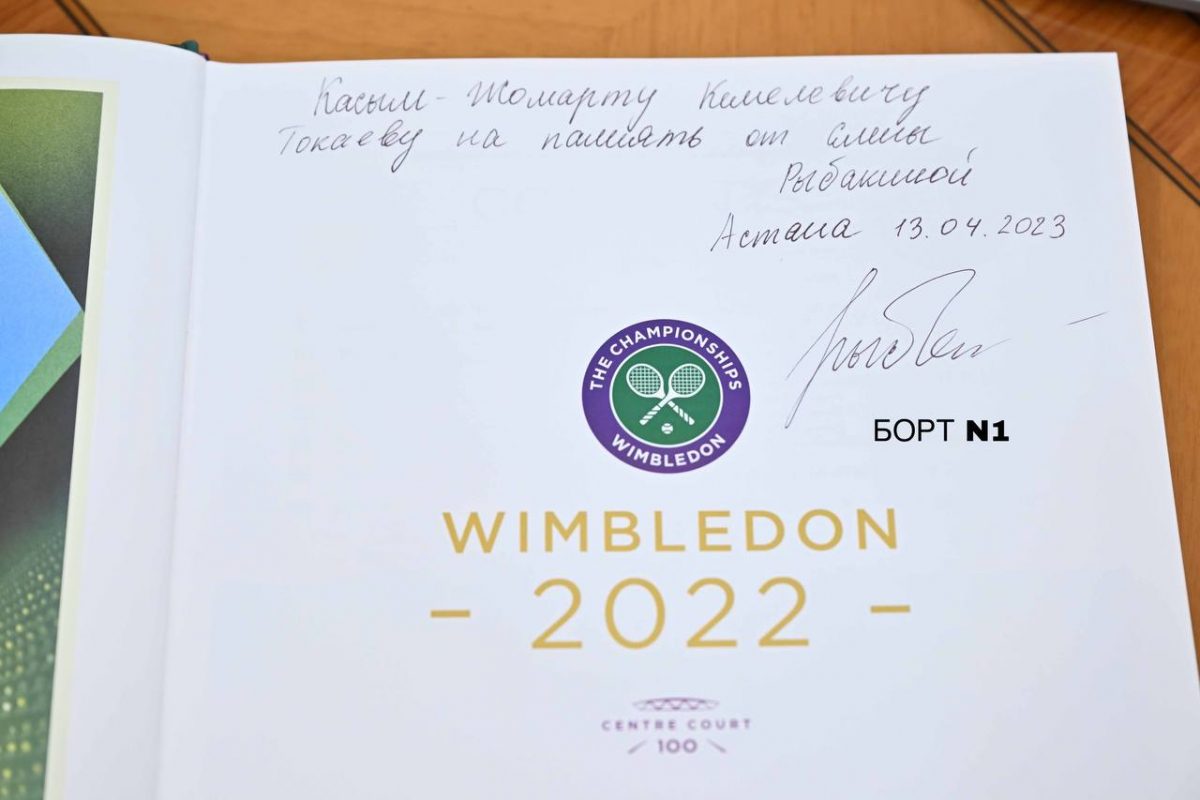 Касым-Жомарту Кемелевичу
Токаеву на память от Елены
Рыбакиной
Астана 13.04.2023
THE CHAMPIONSHIPS
WIMBLEDON
БОРТ N1
WIMBLEDON
- 2022 -
CENTRE COURT
100